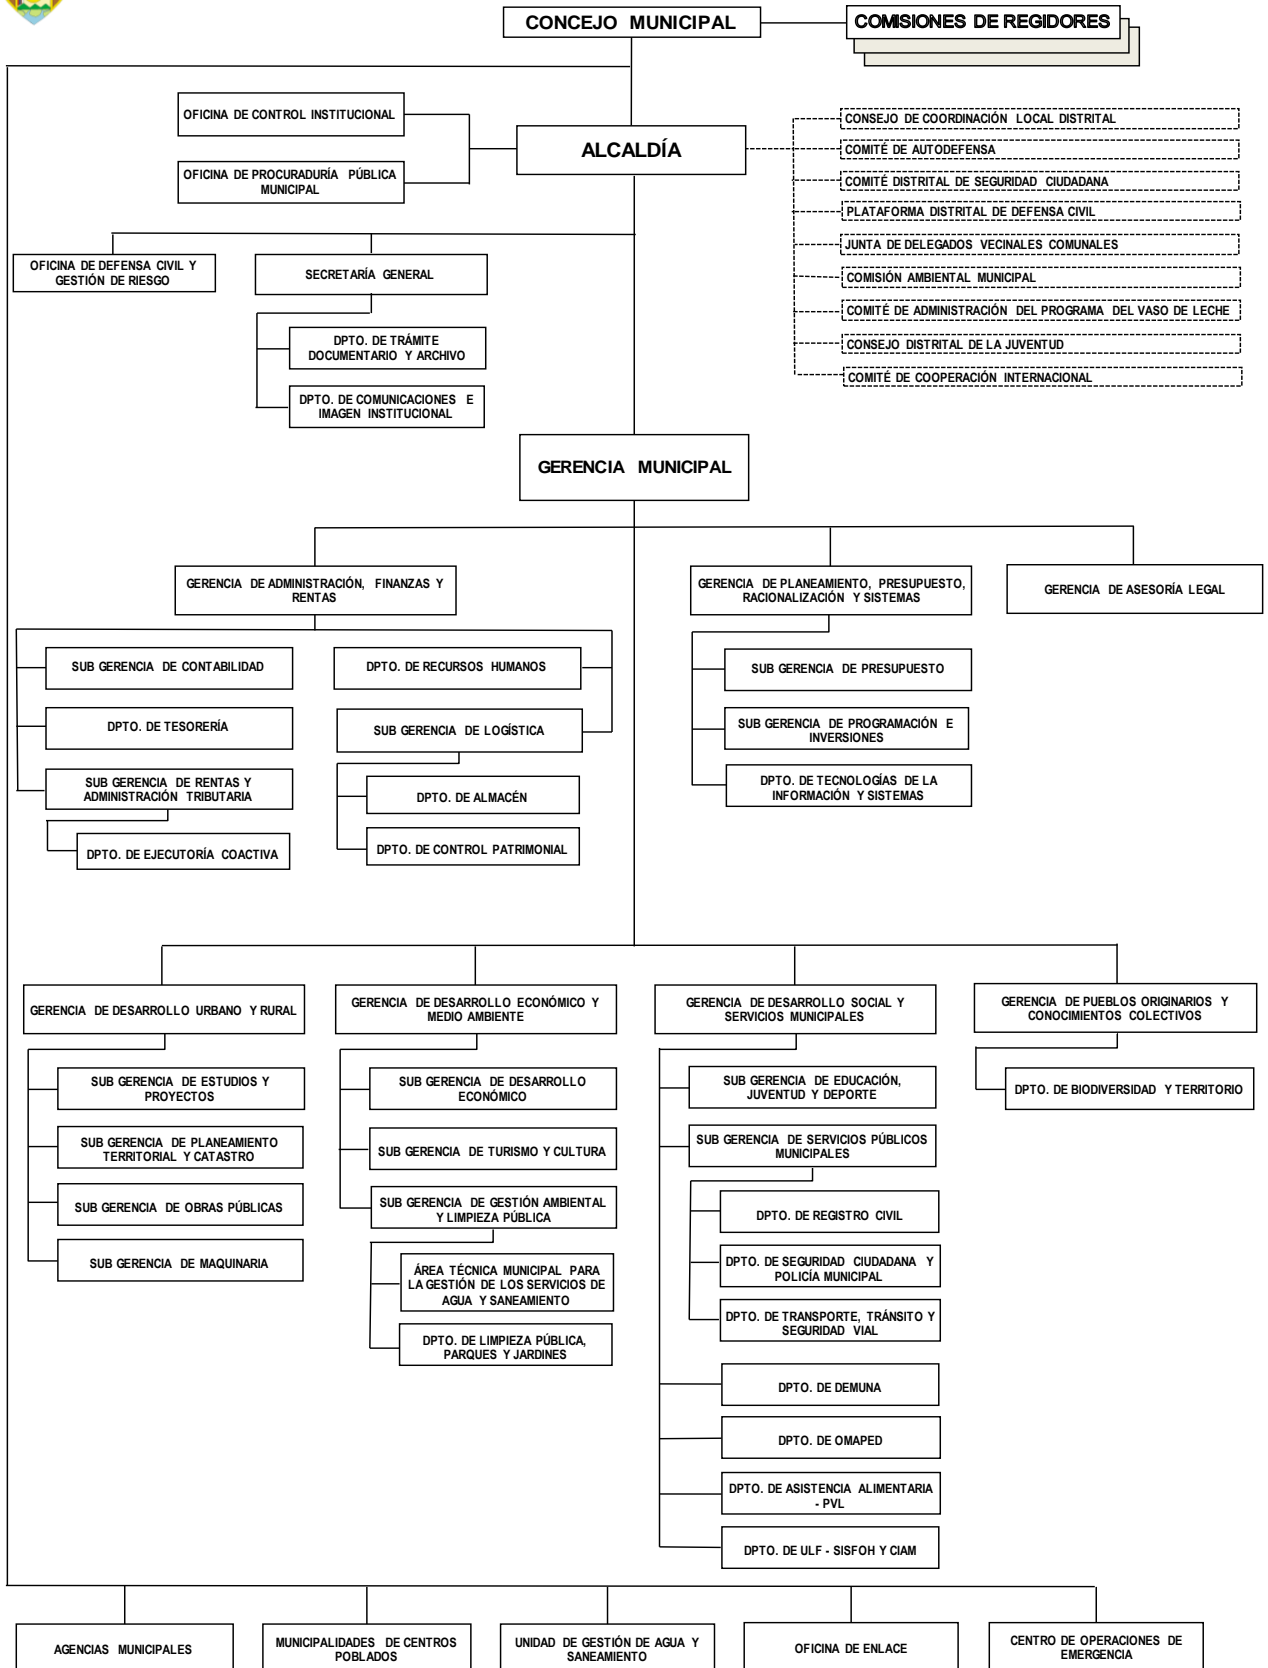 CONCEJO MUNICIPAL
COMISIONES DE REGIDORES
OFICINA DE CONTROL INSTITUCIONAL
OFICINA DE PROCURADURÍA PÚBLICA
MUNICIPAL
ALCALDÍA
CONSEJO DE COORDINACIÓN LOCAL DISTRITAL
COMITÉ DE AUTODEFENSA
COMITÉ DISTRITAL DE SEGURIDAD CIUDADANA
PLATAFORMA DISTRITAL DE DEFENSA CIVIL
JUNTA DE DELEGADOS VECINALES COMUNALES
COMISIÓN AMBIENTAL MUNICIPAL
COMITÉ DE ADMINISTRACIÓN DEL PROGRAMA DEL VASO DE LECHE
CONSEJO DISTRITAL DE LA JUVENTUD
COMITÉ DE COOPERACIÓN INTERNACIONAL
OFICINA DE DEFENSA CIVIL Y
GESTIÓN DE RIESGO
SECRETARÍA GENERAL
DPTO. DE TRÁMITE
DOCUMENTARIO Y ARCHIVO
DPTO. DE COMUNICACIONES E
IMAGEN INSTITUCIONAL
GERENCIA MUNICIPAL
GERENCIA DE ADMINISTRACIÓN, FINANZAS Y
RENTAS
GERENCIA DE PLANEAMIENTO, PRESUPUESTO,
RACIONALIZACIÓN Y SISTEMAS
GERENCIA DE ASESORÍA LEGAL
SUB GERENCIA DE CONTABILIDAD
DPTO. DE TESORERÍA
SUB GERENCIA DE RENTAS Y
ADMINISTRACIÓN TRIBUTARIA
DPTO. DE EJECUTORÍA COACTIVA
DPTO. DE RECURSOS HUMANOS
SUB GERENCIA DE LOGÍSTICA
DPTO. DE ALMACÉN
DPTO. DE CONTROL PATRIMONIAL
SUB GERENCIA DE PRESUPUESTO
SUB GERENCIA DE PROGRAMACIÓN E
INVERSIONES
DPTO. DE TECNOLOGÍAS DE LA
INFORMACIÓN Y SISTEMAS
GERENCIA DE DESARROLLO URBANO Y RURAL
SUB GERENCIA DE ESTUDIOS Y
PROYECTOS
SUB GERENCIA DE PLANEAMIENTO
TERRITORIAL Y CATASTRO
SUB GERENCIA DE OBRAS PÚBLICAS
SUB GERENCIA DE MAQUINARIA
GERENCIA DE DESARROLLO ECONÓMICO Y
MEDIO AMBIENTE
SUB GERENCIA DE DESARROLLO
ECONÓMICO
SUB GERENCIA DE TURISMO Y CULTURA
SUB GERENCIA DE GESTIÓN AMBIENTAL
Y LIMPIEZA PÚBLICA
ÁREA TÉCNICA MUNICIPAL PARA
LA GESTIÓN DE LOS SERVICIOS DE
AGUA Y SANEAMIENTO
DPTO. DE LIMPIEZA PÚBLICA,
PARQUES Y JARDINES
GERENCIA DE DESARROLLO SOCIAL Y
SERVICIOS MUNICIPALES
SUB GERENCIA DE EDUCACIÓN,
JUVENTUD Y DEPORTE
SUB GERENCIA DE SERVICIOS PÚBLICOS
MUNICIPALES
DPTO. DE REGISTRO CIVIL
DPTO. DE SEGURIDAD CIUDADANA Y
POLICÍA MUNICIPAL
DPTO. DE TRANSPORTE, TRÁNSITO Y
SEGURIDAD VIAL
DPTO. DE DEMUNA
DPTO. DE OMAPED
DPTO. DE ASISTENCIA ALIMENTARIA
- PVL
DPTO. DE ULF - SISFOH Y CIAM
GERENCIA DE PUEBLOS ORIGINARIOS Y
CONOCIMIENTOS COLECTIVOS
DPTO. DE BIODIVERSIDAD Y TERRITORIO
AGENCIAS MUNICIPALES
MUNICIPALIDADES DE CENTROS
POBLADOS
UNIDAD DE GESTIÓN DE AGUA Y
SANEAMIENTO
OFICINA DE ENLACE
CENTRO DE OPERACIONES DE
EMERGENCIA